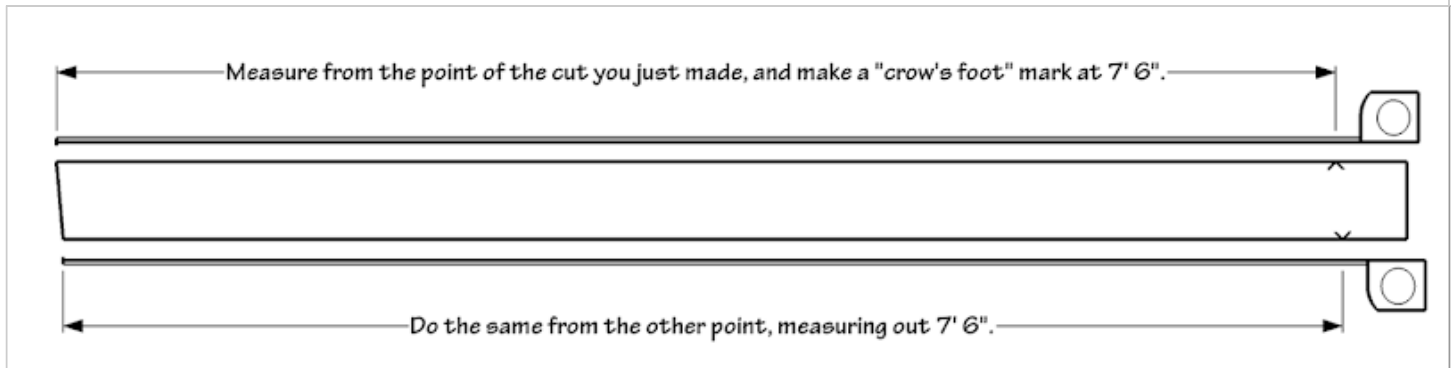 Measure from the point of the cut you just made, and make a "crow's foot" mark at 7' 6".
Do the same from the other point, measuring out 7' 6".